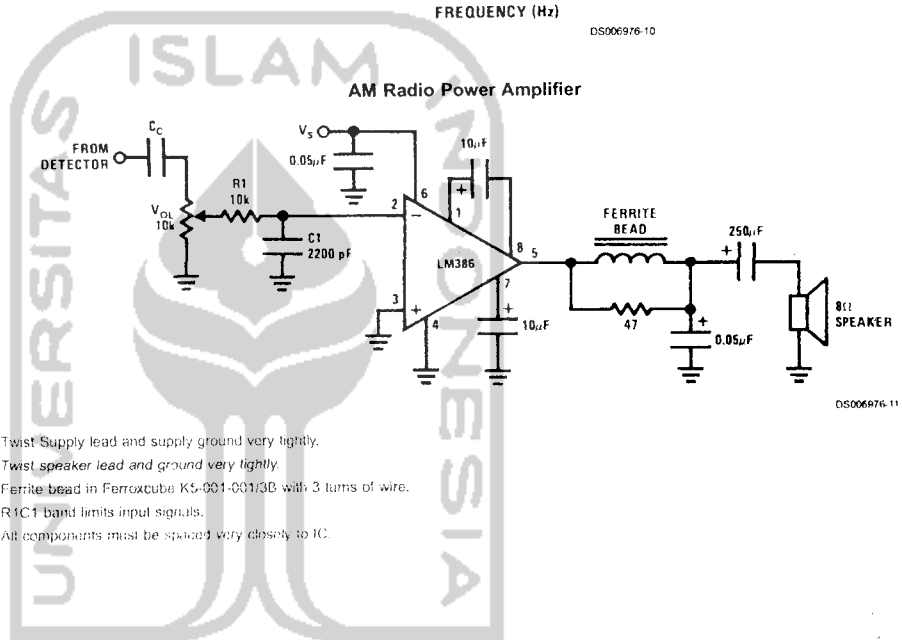 FREQUENCY (Hz)
DS006976-10
ISLAM
UNIVERSITAS
INDONESIA
AM Radio Power Amplifier
FROM
DETECTOR
CC
VOL
10k
R1
10k
C1
2200 pF
VS
0.05µF
6
2
−
3
+
4
LM386
10µF
+
1
8
5
7
+
10µF
FERRITE
BEAD
47
+
0.05µF
250µF
+
8Ω
SPEAKER
DS006976-11
Twist Supply lead and supply ground very tightly.
Twist speaker lead and ground very tightly.
Ferrite bead in Ferroxcube K5-001-001/3B with 3 turns of wire.
R1C1 band limits input signals.
All components must be spaced very closely to IC.